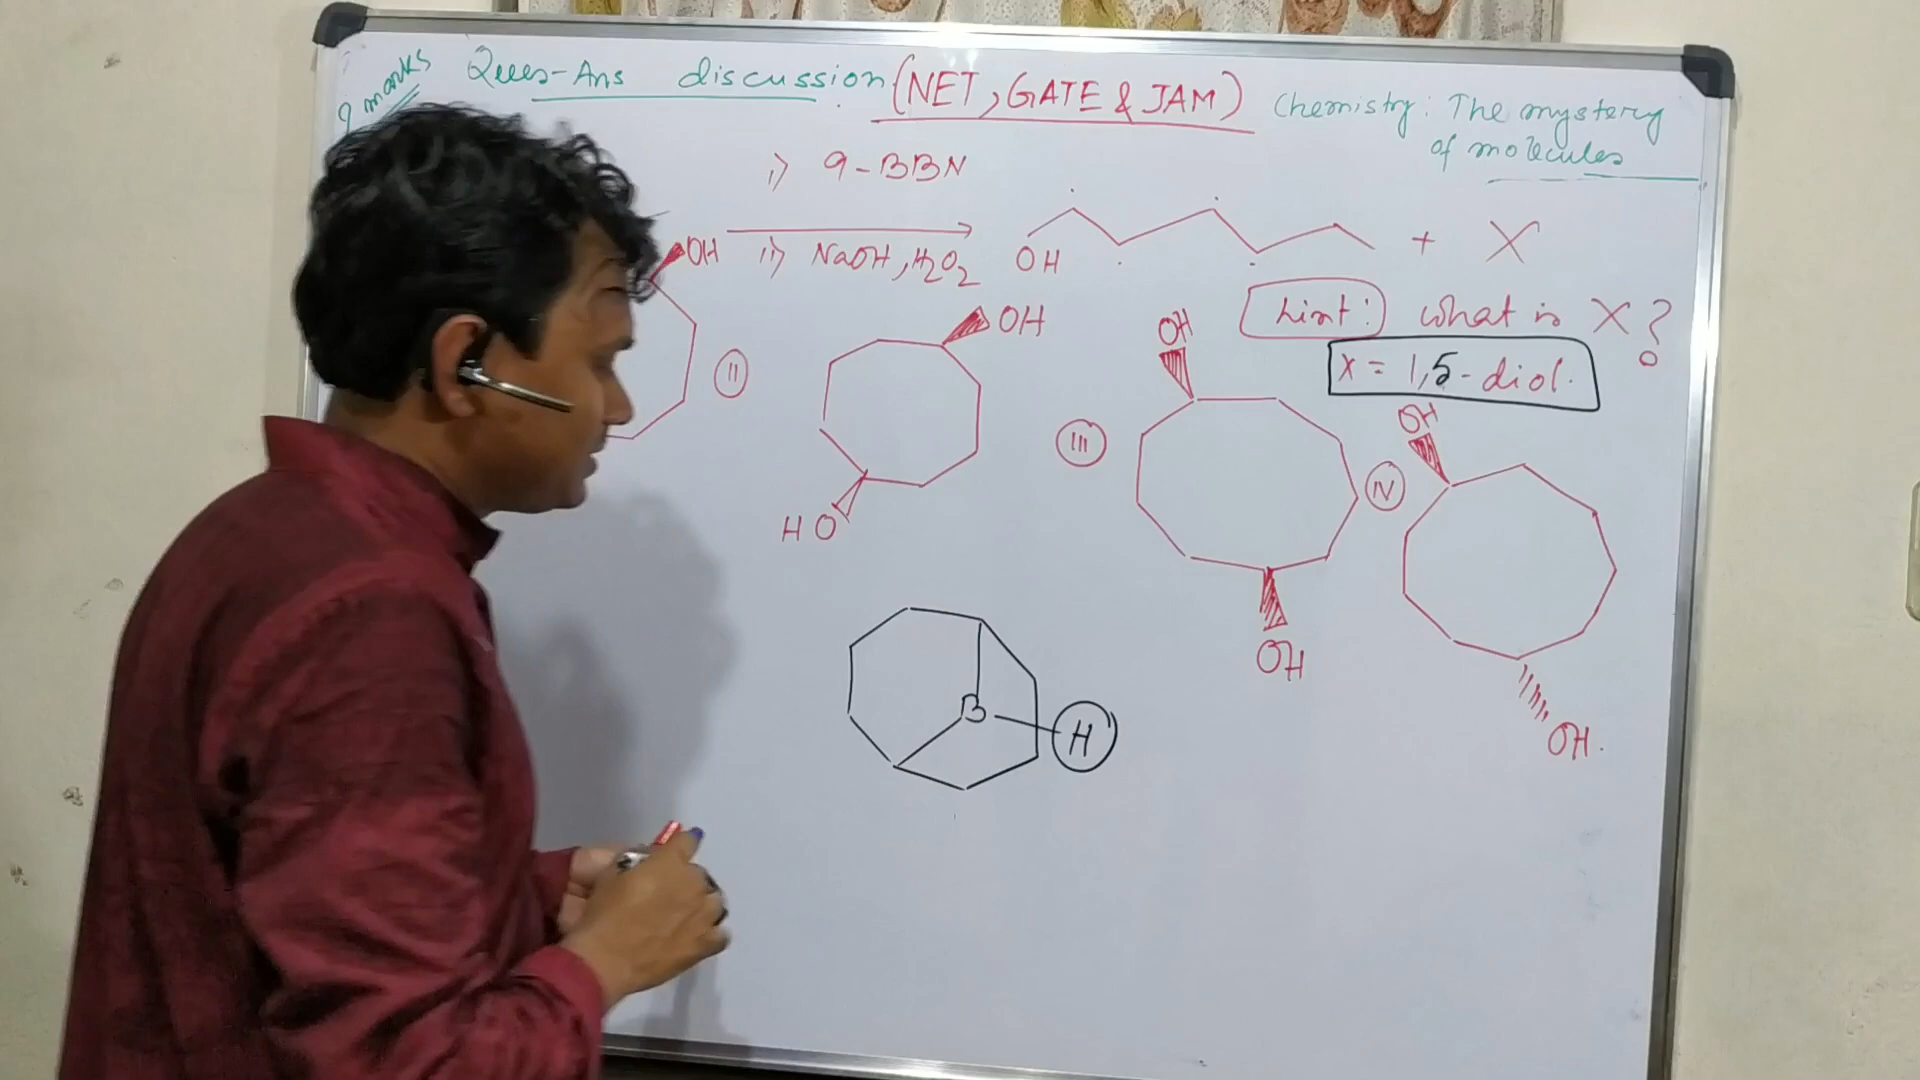 2 marks
Ques-Ans discussion (NET, GATE & JAM)
Chemistry: The mystery
of molecules
i) 9-BBN
ii) NaOH, H2O2
OH
OH
+ X
hint: what is X?
X = 1,5-diol.
II
OH
HO
III
OH
OH
IV
OH
OH.
B
H